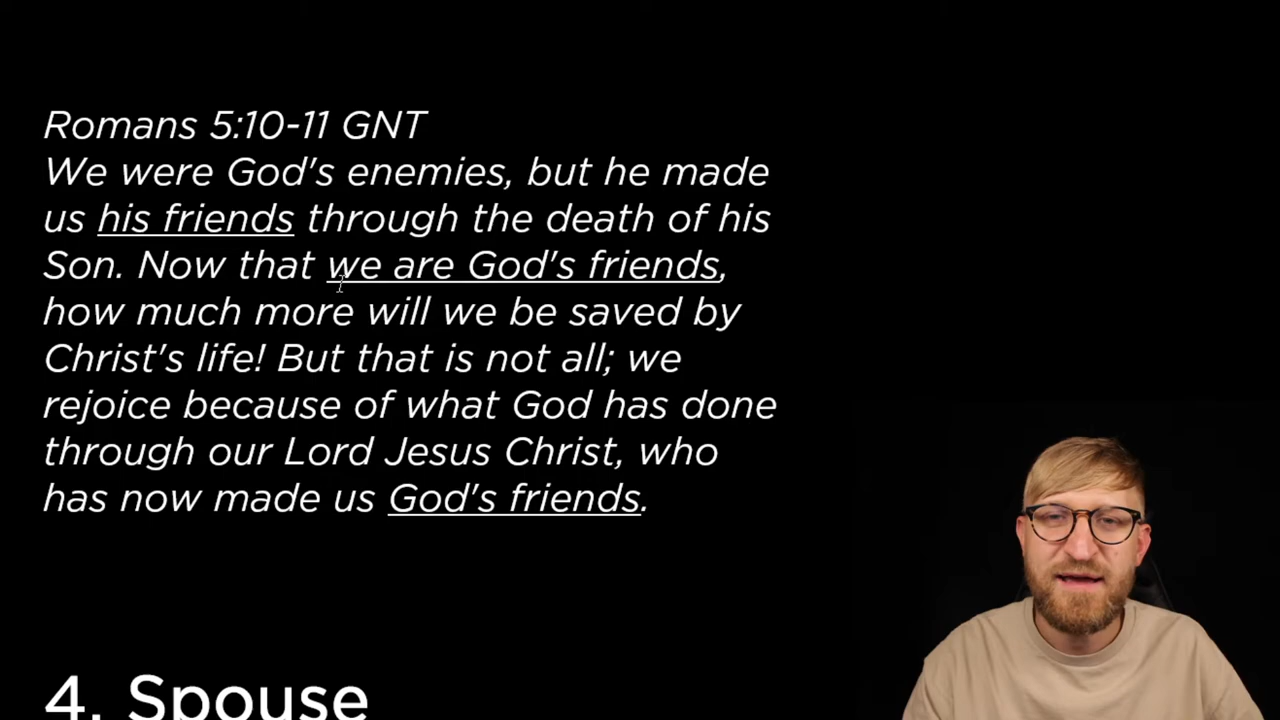 Romans 5:10-11 GNT
We were God's enemies, but he made
us his friends through the death of his
Son. Now that we are God's friends,
how much more will we be saved by
Christ's life! But that is not all; we
rejoice because of what God has done
through our Lord Jesus Christ, who
has now made us God's friends.
4. Spouse